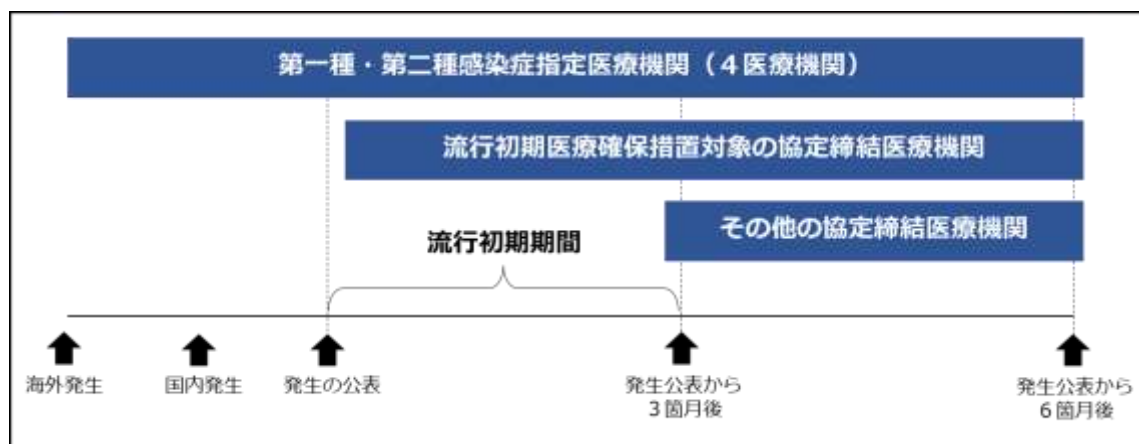 第一種・第二種感染症指定医療機関（４医療機関）
流行初期医療確保措置対象の協定締結医療機関
その他の協定締結医療機関
流行初期期間
海外発生
国内発生
発生の公表
発生公表から
３箇月後
発生公表から
６箇月後